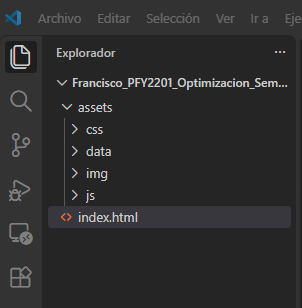 Archivo Editar Selección Ver Ir a
Explorador
Francisco_PFY2201_Optimizacion_Sem...
assets
css
data
img
js
index.html